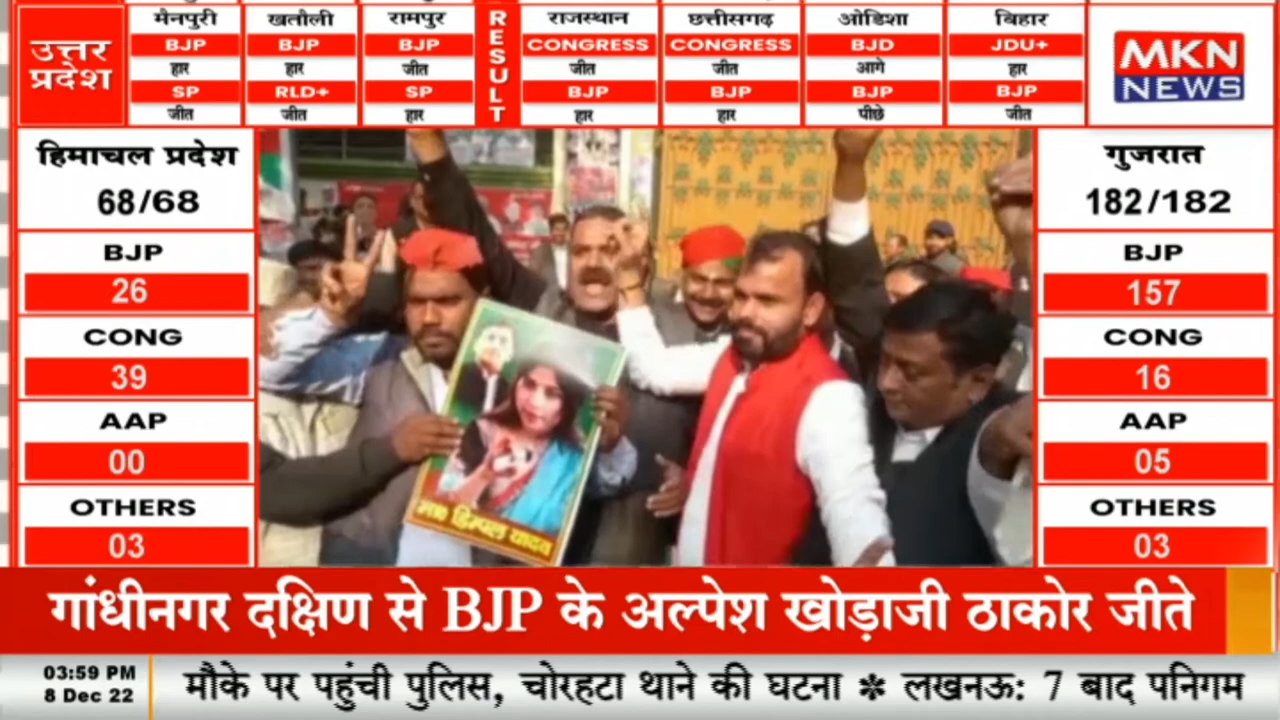 उत्तर प्रदेश
मैनपुरी खतौली रामपुर
BJP BJP BJP
हार हार जीत
SP RLD+ SP
जीत जीत हार
RESULT
राजस्थान छत्तीसगढ़ ओडिशा बिहार
CONGRESS CONGRESS BJD JDU+
जीत जीत आगे हार
BJP BJP BJP BJP
हार हार पीछे जीत
MKN
NEWS
हिमाचल प्रदेश
68/68
BJP
26
CONG
39
AAP
00
OTHERS
03
डिम्पल यादव
गुजरात
182/182
BJP
157
CONG
16
AAP
05
OTHERS
03
गांधीनगर दक्षिण से BJP के अल्पेश खोड़ाजी ठाकोर जीते
03:59 PM
8 Dec 22
मौके पर पहुंची पुलिस, चोरहटा थाने की घटना * लखनऊ: 7 बाद पनिगम